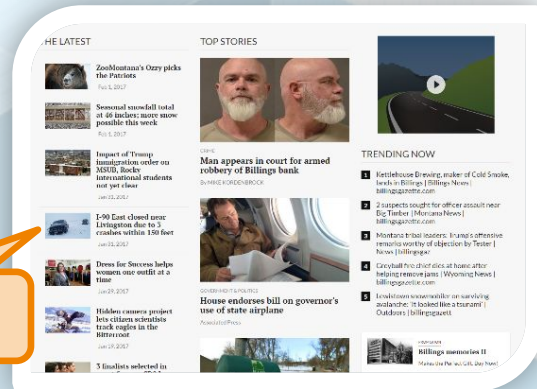 HE LATEST
ZooMontana's Ozzy picks
the Patriots
Feb 1, 2017
Seasonal snowfall total
at 46 inches; more snow
possible this week
Feb 1, 2017
Impact of Trump
immigration order on
MSUB, Rocky
international students
not yet clear
Jan 31, 2017
I-90 East closed near
Livingston due to 3
crashes within 150 feet
Jan 31, 2017
Dress for Success helps
women one outfit at a
time
Jan 29, 2017
Hidden camera project
lets citizen scientists
track eagles in the
Bitterroot
Jan 19, 2017
3 finalists selected in
TOP STORIES
CRIME
Man appears in court for armed
robbery of Billings bank
By MIKE KORDENBROCK
GOVERNMENT & POLITICS
House endorses bill on governor's
use of state airplane
Associated Press
TRENDING NOW
1 Kettlehouse Brewing, maker of Cold Smoke,
lands in Billings | Billings News |
billingsgazette.com
2 2 suspects sought for officer assault near
Big Timber | Montana News |
billingsgazette.com
3 Montana tribal leaders: Trump's offensive
remarks worthy of objection by Tester |
News | billingsgaz
4 Greybull fire chief dies at home after
helping remove jams | Wyoming News |
billingsgazette.com
5 Lewistown snowmobiler on surviving
avalanche: 'It looked like a tsunami' |
Outdoors | billingsgazett
Billings memories II
Makes the Perfect Gift, Buy Now!